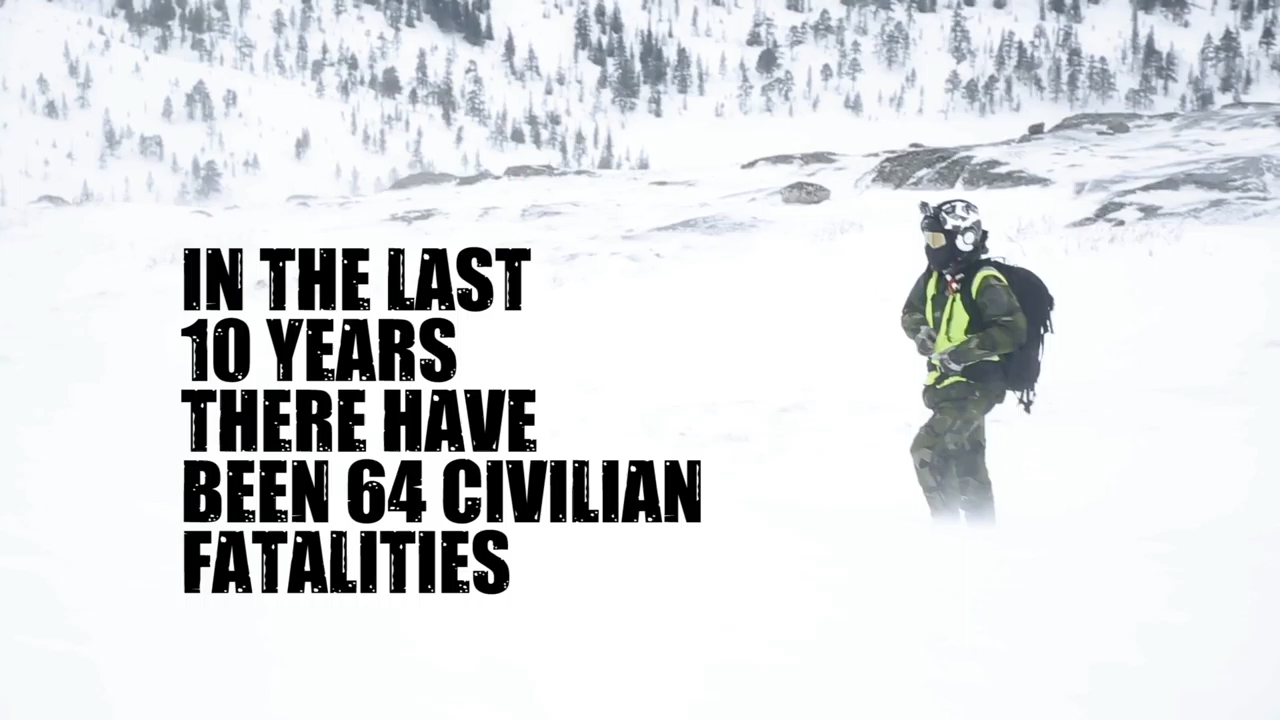 IN THE LAST
10 YEARS
THERE HAVE
BEEN 64 CIVILIAN
FATALITIES